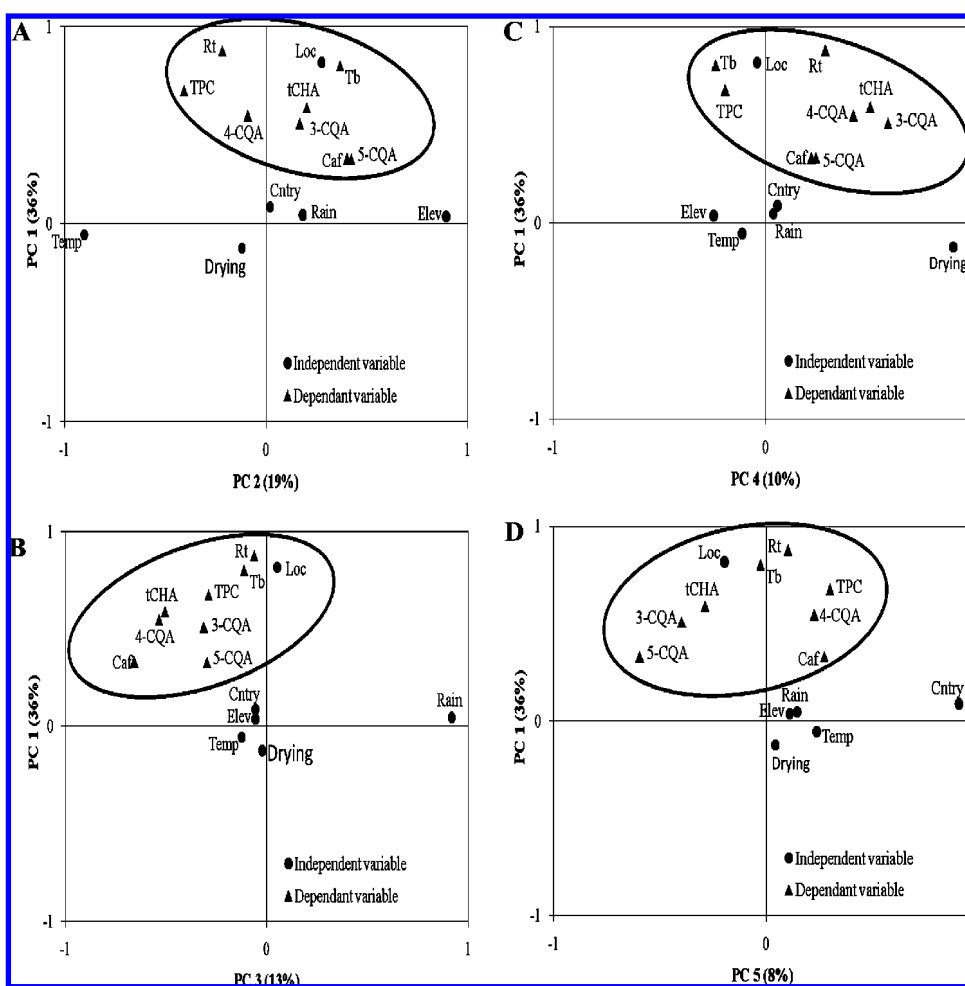 A
1
Rt
Loc
Tb
TPC
tCHA
4-CQA
3-CQA
Caf
5-CQA
Cntry
Rain
Elev
0
Temp
Drying
PC 1 (36%)
Independent variable
Dependant variable
-1
-1
0
1
PC 2 (19%)
C
1
Tb
Loc
Rt
TPC
tCHA
4-CQA
3-CQA
Caf
5-CQA
Cntry
Elev
Rain
0
Temp
Drying
PC 1 (36%)
Independent variable
Dependant variable
-1
-1
0
PC 4 (10%)
B
1
Rt
Tb
Loc
TPC
tCHA
4-CQA
3-CQA
Caf
5-CQA
Cntry
Elev
Rain
0
Temp
Drying
PC 1 (36%)
Independent variable
Dependant variable
-1
-1
0
1
PC 3 (13%)
D
1
Loc
Rt
Tb
tCHA
TPC
3-CQA
4-CQA
5-CQA
Caf
Cntry
Rain
Elev
0
Temp
Drying
PC 1 (36%)
Independent variable
Dependant variable
-1
-1
0
PC 5 (8%)